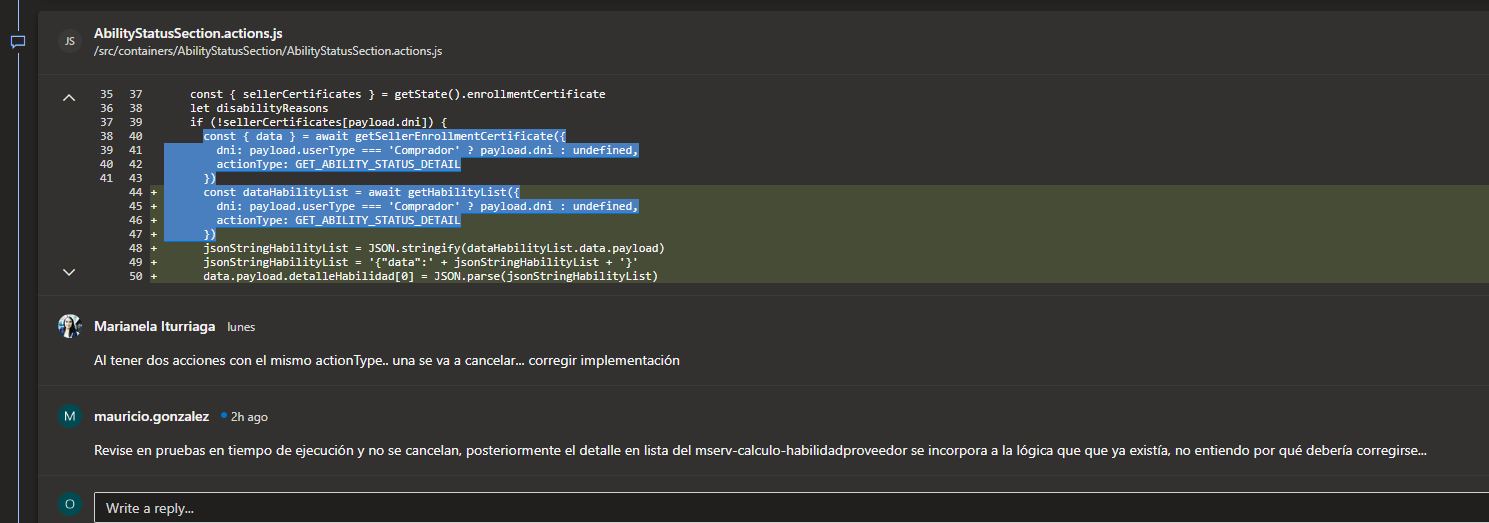 AbilityStatusSection.actions.js
JS
/src/containers/AbilityStatusSection/AbilityStatusSection.actions.js
35 37 const { sellerCertificates } = getState().enrollmentCertificate
36 38 let disabilityReasons
37 39 if (!sellerCertificates[payload.dni]) {
38 40 const { data } = await getSellerEnrollmentCertificate({
39 41 dni: payload.userType === 'Comprador' ? payload.dni : undefined,
40 42 actionType: GET_ABILITY_STATUS_DETAIL
41 43 })
44 + const dataHabilityList = await getHabilityList({
45 + dni: payload.userType === 'Comprador' ? payload.dni : undefined,
46 + actionType: GET_ABILITY_STATUS_DETAIL
47 + })
48 + jsonStringHabilityList = JSON.stringify(dataHabilityList.data.payload)
49 + jsonStringHabilityList = '{"data":' + jsonStringHabilityList + '}'
50 + data.payload.detalleHabilidad[0] = JSON.parse(jsonStringHabilityList)
Marianela Iturriaga lunes
Al tener dos acciones con el mismo actionType.. una se va a cancelar... corregir implementación
M mauricio.gonzalez 2h ago
Revise en pruebas en tiempo de ejecución y no se cancelan, posteriormente el detalle en lista del mserv-calculo-habilidadproveedor se incorpora a la lógica que que ya existía, no entiendo por qué debería corregirse...
O Write a reply...